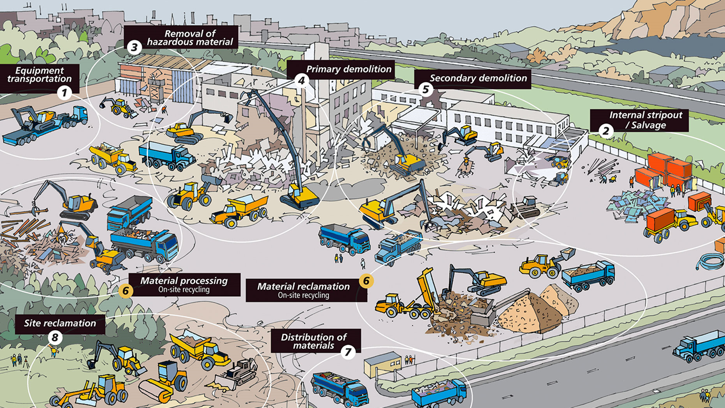 Removal of
hazardous material
3
Equipment
transportation
1
Primary demolition
4
Secondary demolition
5
Internal stripout
/ Salvage
2
Material processing
On-site recycling
6
Material reclamation
On-site recycling
6
Site reclamation
8
Distribution of
materials
7